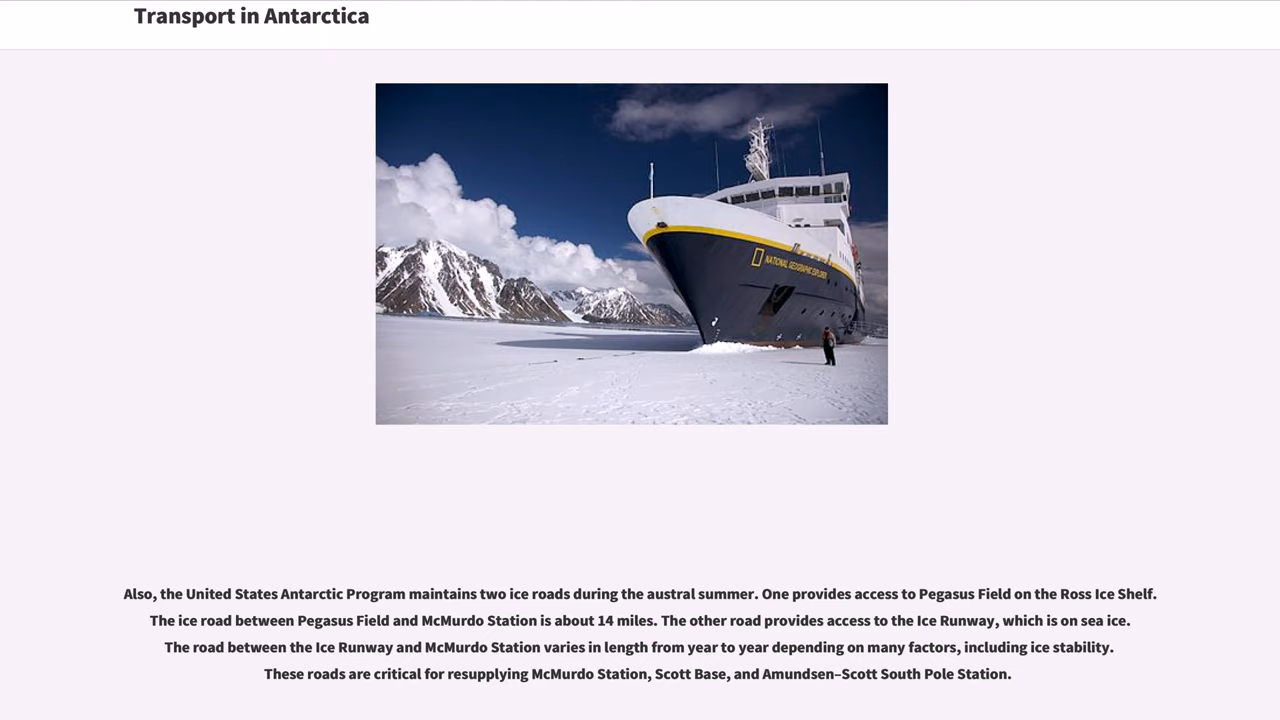 Transport in Antarctica
NATIONAL GEOGRAPHIC EXPLORER
Also, the United States Antarctic Program maintains two ice roads during the austral summer. One provides access to Pegasus Field on the Ross Ice Shelf.
The ice road between Pegasus Field and McMurdo Station is about 14 miles. The other road provides access to the Ice Runway, which is on sea ice.
The road between the Ice Runway and McMurdo Station varies in length from year to year depending on many factors, including ice stability.
These roads are critical for resupplying McMurdo Station, Scott Base, and Amundsen–Scott South Pole Station.